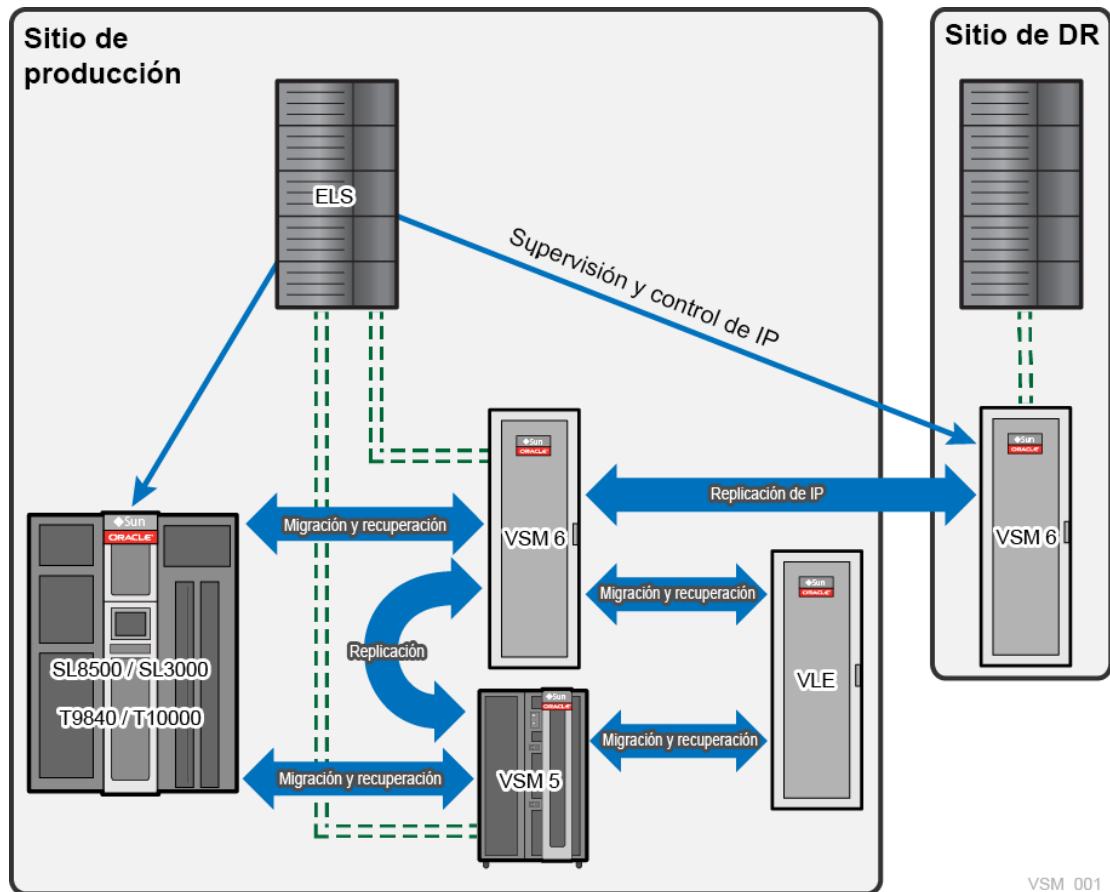 Sitio de
producción
Sitio de DR
ELS
Supervisión y control de IP
Sun
ORACLE
Replicación de IP
Sun
ORACLE
Sun
ORACLE
Migración y recuperación
VSM 6
VSM 6
Migración y recuperación
Sun
ORACLE
Replicación
SL8500 / SL3000
T9840 / T10000
VLE
Sun
ORACLE
Migración y recuperación
Migración y recuperación
VSM 5
VSM_001